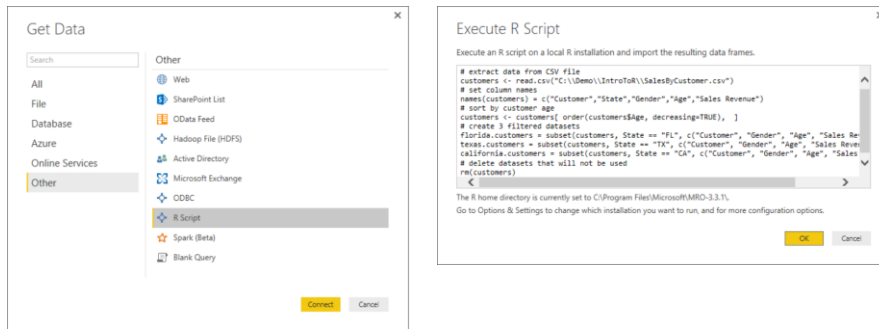 Get Data
Search
All
File
Database
Azure
Online Services
Other
Other
Web
SharePoint List
OData Feed
Hadoop File (HDFS)
Active Directory
Microsoft Exchange
ODBC
R Script
Spark (Beta)
Blank Query
Connect
Cancel
Execute R Script
Execute an R script on a local R installation and import the resulting data frames.
# extract data from CSV file
customers <- read.csv("C:\\Demo\\IntroToR\\SalesByCustomer.csv")
# set column names
names(customers) = c("Customer","State","Gender","Age","Sales Revenue")
# sort by customer age
customers <- customers[ order(customers$Age, decreasing=TRUE),  ]
# create 3 filtered datasets
florida.customers = subset(customers, State == "FL", c("Customer", "Gender", "Age", "Sales Re
texas.customers = subset(customers, State == "TX", c("Customer", "Gender", "Age", "Sales Reve
california.customers = subset(customers, State == "CA", c("Customer", "Gender", "Age", "Sales
# delete datasets that will not be used
rm(customers)
The R home directory is currently set to C:\Program Files\Microsoft\MRO-3.3.1\.
Go to Options & Settings to change which installation you want to run, and for more configuration options.
OK
Cancel